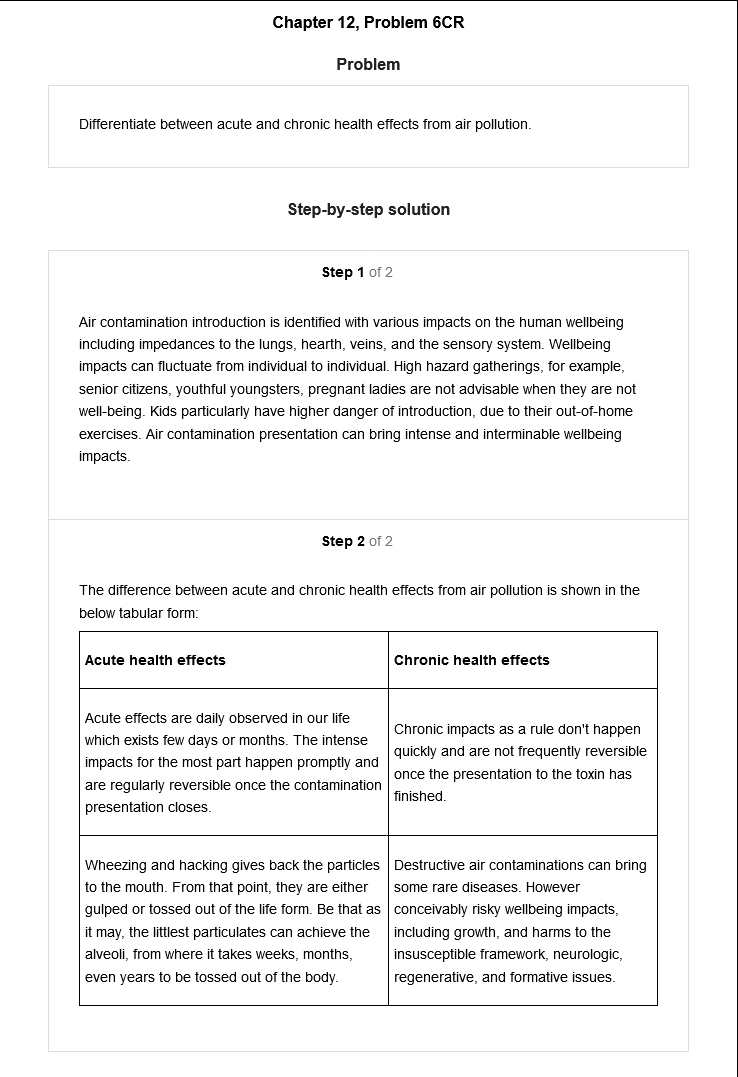 Chapter 12, Problem 6CR
Problem
Differentiate between acute and chronic health effects from air pollution.
Step-by-step solution
Step 1 of 2
Air contamination introduction is identified with various impacts on the human wellbeing
including impedances to the lungs, hearth, veins, and the sensory system. Wellbeing
impacts can fluctuate from individual to individual. High hazard gatherings, for example,
senior citizens, youthful youngsters, pregnant ladies are not advisable when they are not
well-being. Kids particularly have higher danger of introduction, due to their out-of-home
exercises. Air contamination presentation can bring intense and interminable wellbeing
impacts.
Step 2 of 2
The difference between acute and chronic health effects from air pollution is shown in the
below tabular form:
Acute health effects
Chronic health effects
Acute effects are daily observed in our life
which exists few days or months. The intense
impacts for the most part happen promptly and
are regularly reversible once the contamination
presentation closes.
Chronic impacts as a rule don't happen
quickly and are not frequently reversible
once the presentation to the toxin has
finished.
Wheezing and hacking gives back the particles
to the mouth. From that point, they are either
gulped or tossed out of the life form. Be that as
it may, the littlest particulates can achieve the
alveoli, from where it takes weeks, months,
even years to be tossed out of the body.
Destructive air contaminations can bring
some rare diseases. However
conceivably risky wellbeing impacts,
including growth, and harms to the
insusceptible framework, neurologic,
regenerative, and formative issues.